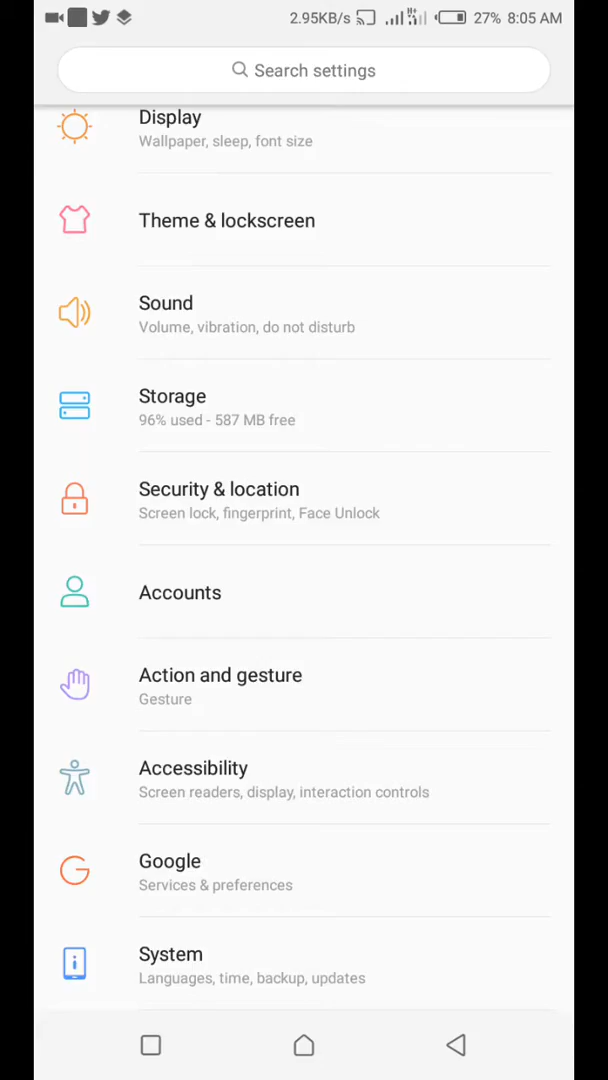 2.95KB/s H+ 27% 8:05 AM
Search settings
Display
Wallpaper, sleep, font size
Theme & lockscreen
Sound
Volume, vibration, do not disturb
Storage
96% used - 587 MB free
Security & location
Screen lock, fingerprint, Face Unlock
Accounts
Action and gesture
Gesture
Accessibility
Screen readers, display, interaction controls
Google
Services & preferences
System
Languages, time, backup, updates